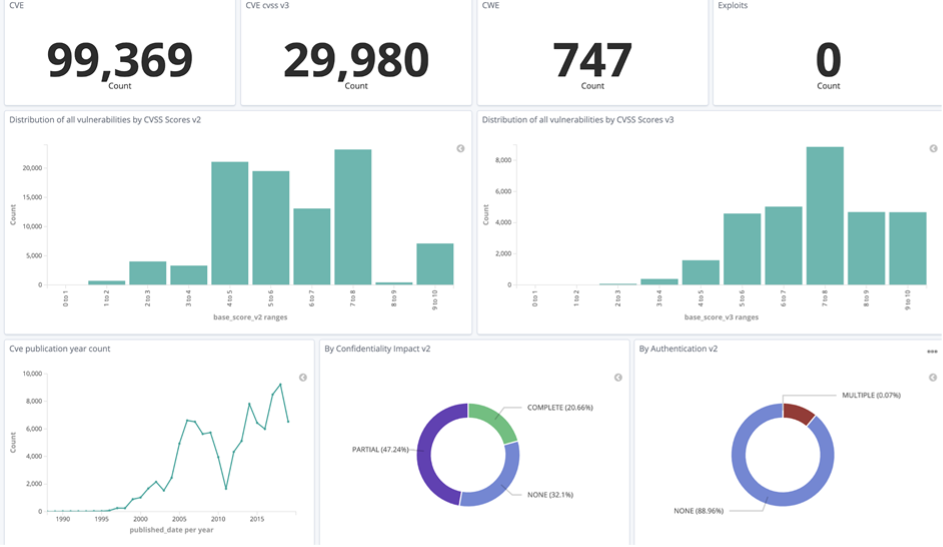 CVE
99,369
Count
CVE cvss v3
29,980
Count
CWE
747
Count
Exploits
0
Count
Distribution of all vulnerabilities by CVSS Scores v2
20,000
15,000
10,000
5,000
0
Count
0 to 1
1 to 2
2 to 3
3 to 4
4 to 5
5 to 6
6 to 7
7 to 8
8 to 9
9 to 10
base_score_v2 ranges
Distribution of all vulnerabilities by CVSS Scores v3
8,000
6,000
4,000
2,000
0
Count
0 to 1
1 to 2
2 to 3
3 to 4
4 to 5
5 to 6
6 to 7
7 to 8
8 to 9
9 to 10
base_score_v3 ranges
Cve publication year count
10,000
8,000
6,000
4,000
2,000
0
Count
1990
1995
2000
2005
2010
2015
published_date per year
By Confidentiality Impact v2
COMPLETE (20.66%)
PARTIAL (47.24%)
NONE (32.1%)
By Authentication v2
MULTIPLE (0.07%)
NONE (88.96%)